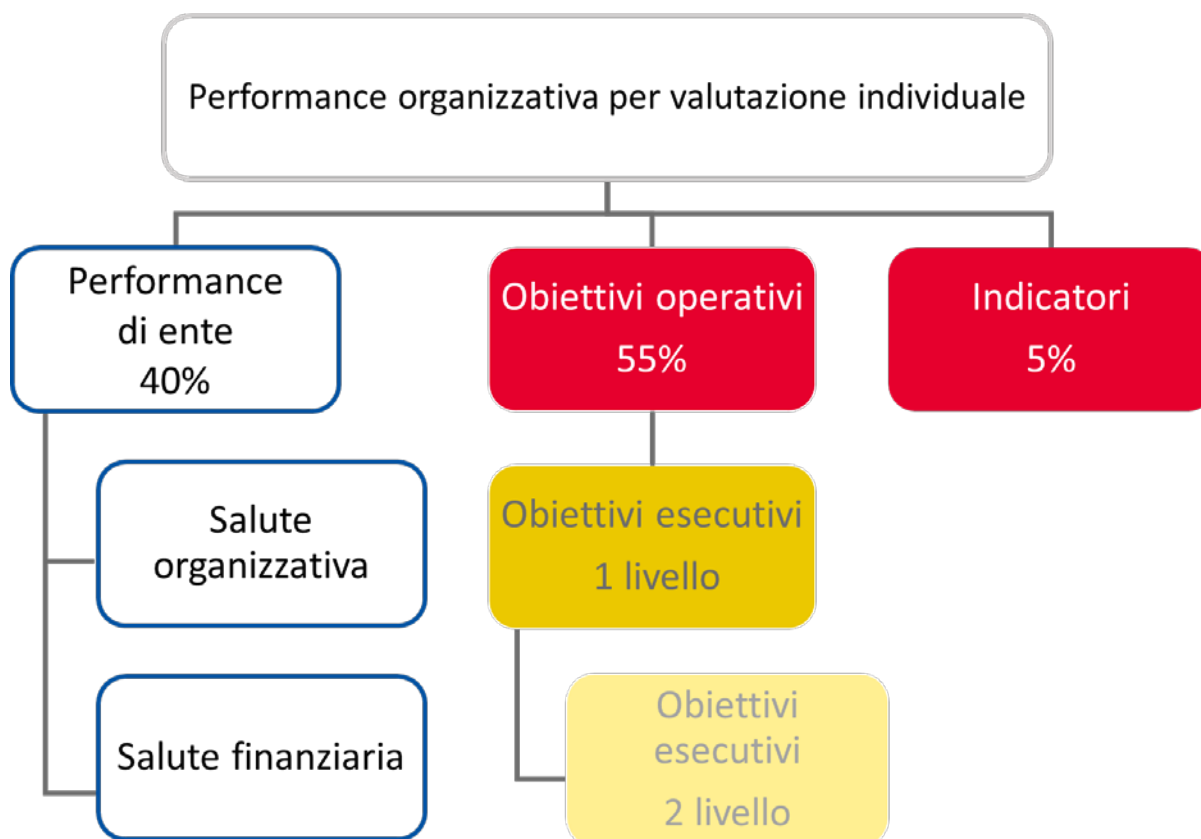 Performance organizzativa per valutazione individuale
Performance
di ente
40%
Salute
organizzativa
Salute finanziaria
Obiettivi operativi
55%
Obiettivi esecutivi
1 livello
Obiettivi
esecutivi
2 livello
Indicatori
5%